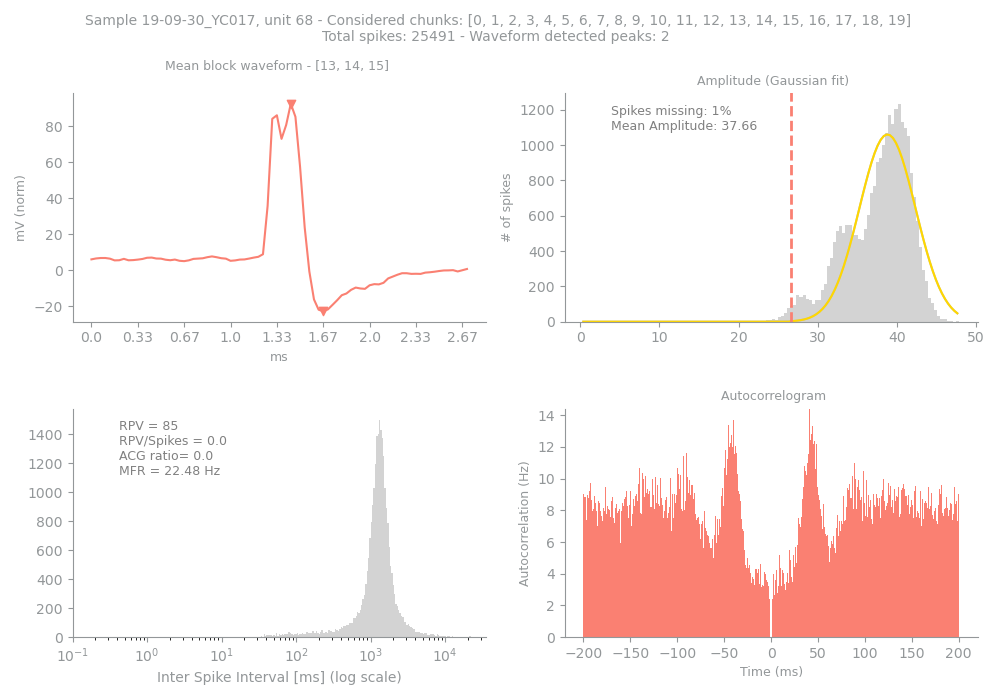 Sample 19-09-30_YC017, unit 68 - Considered chunks: [0, 1, 2, 3, 4, 5, 6, 7, 8, 9, 10, 11, 12, 13, 14, 15, 16, 17, 18, 19]
Total spikes: 25491 - Waveform detected peaks: 2
Mean block waveform - [13, 14, 15]
mV (norm)
80
60
40
20
0
−20
0.0 0.33 0.67 1.0 1.33 1.67 2.0 2.33 2.67
ms
Amplitude (Gaussian fit)
Spikes missing: 1%
Mean Amplitude: 37.66
# of spikes
1200
1000
800
600
400
200
0
0 10 20 30 40 50
RPV = 85
RPV/Spikes = 0.0
ACG ratio= 0.0
MFR = 22.48 Hz
1400
1200
1000
800
600
400
200
0
10⁻¹ 10⁰ 10¹ 10² 10³ 10⁴
Inter Spike Interval [ms] (log scale)
Autocorrelogram
Autocorrelation (Hz)
14
12
10
8
6
4
2
0
−200 −150 −100 −50 0 50 100 150 200
Time (ms)